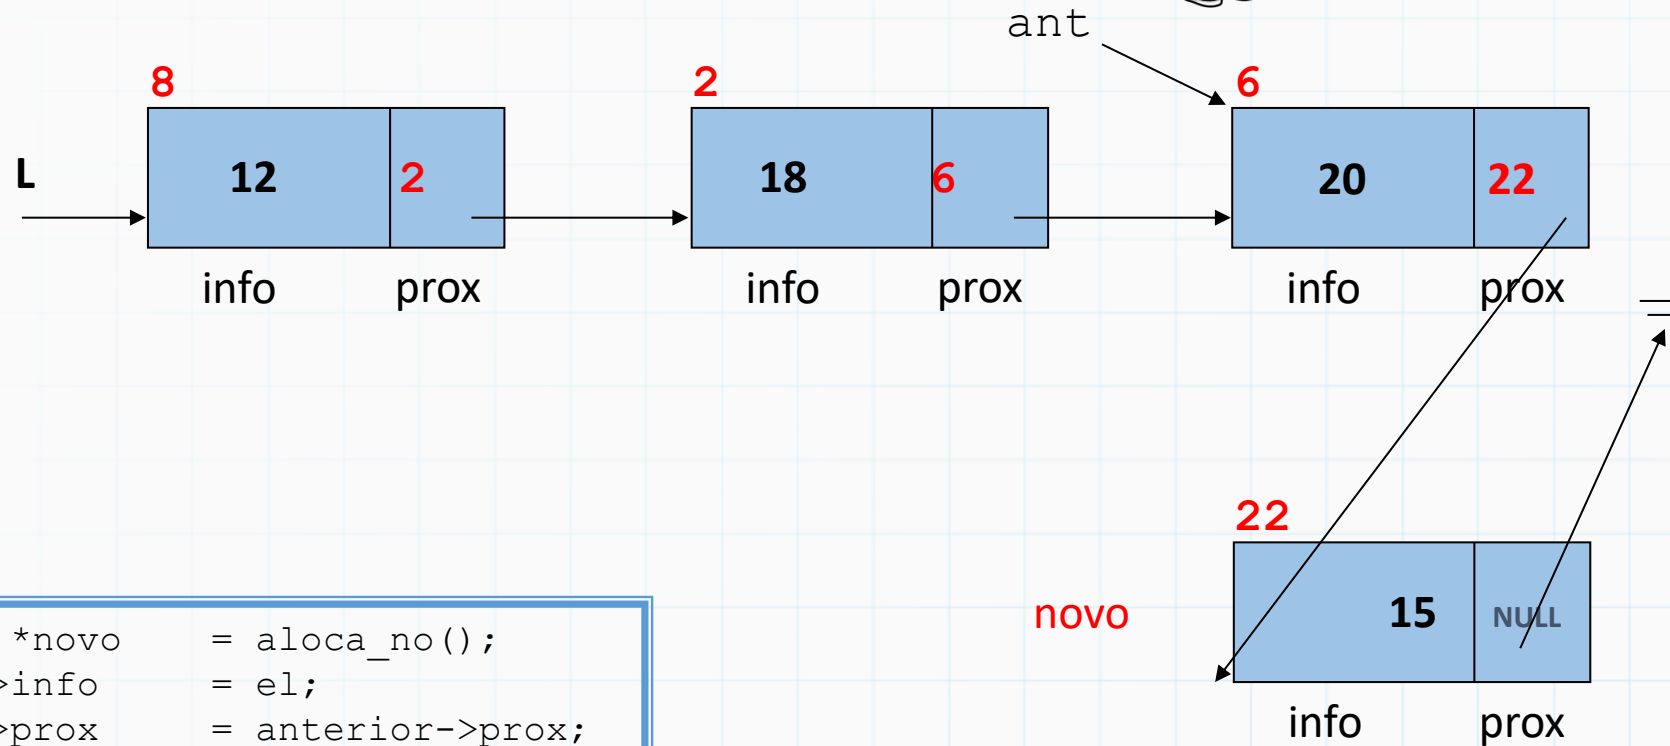 ant
8 2 6
L 12 2 18 6 20 22
info prox info prox info prox
22
novo 15 NULL
info prox
*novo = aloca_no();
>info = el;
>prox = anterior->prox;